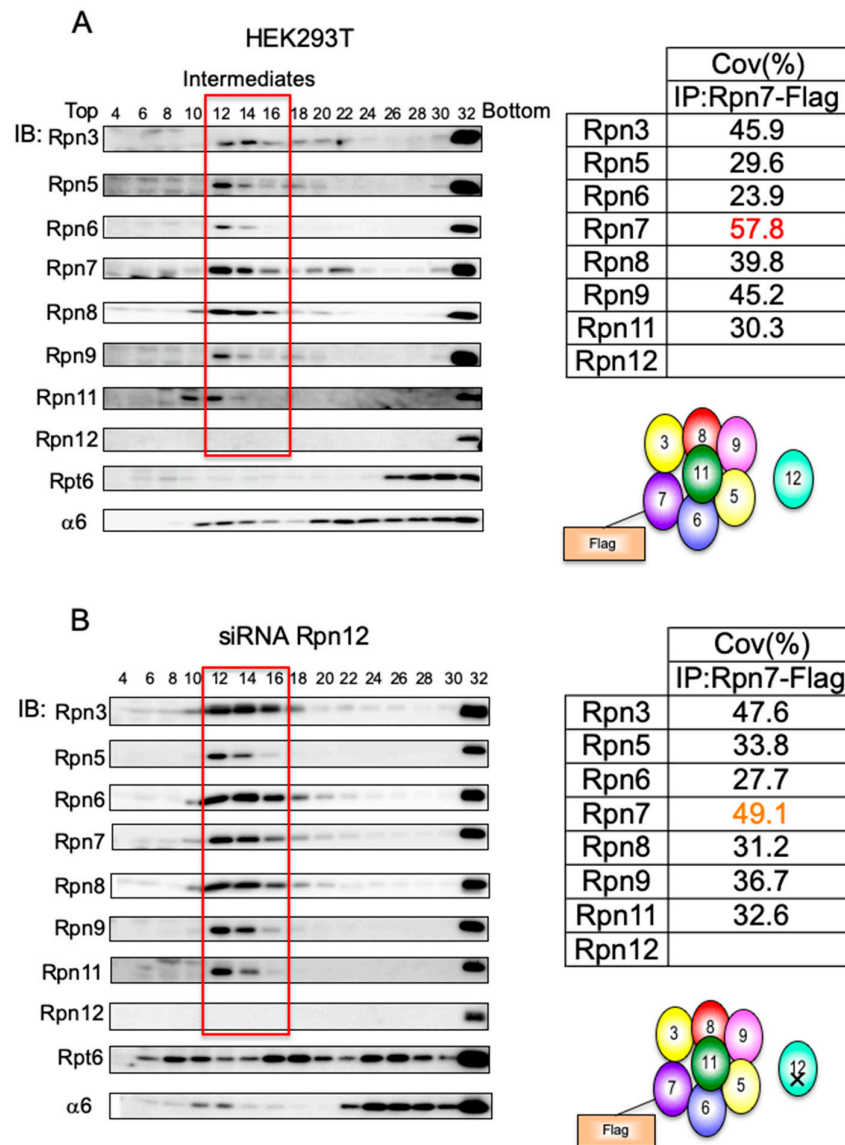 A
HEK293T
Intermediates
Top 4 6 8 10 12 14 16 18 20 22 24 26 28 30 32 Bottom
IB: Rpn3
Rpn5
Rpn6
Rpn7
Rpn8
Rpn9
Rpn11
Rpn12
Rpt6
α6
Cov(%)
IP:Rpn7-Flag
Rpn3 45.9
Rpn5 29.6
Rpn6 23.9
Rpn7 57.8
Rpn8 39.8
Rpn9 45.2
Rpn11 30.3
Rpn12
3 8 9
11 12
7 5
6
Flag
B
siRNA Rpn12
4 6 8 10 12 14 16 18 20 22 24 26 28 30 32
IB: Rpn3
Rpn5
Rpn6
Rpn7
Rpn8
Rpn9
Rpn11
Rpn12
Rpt6
α6
Cov(%)
IP:Rpn7-Flag
Rpn3 47.6
Rpn5 33.8
Rpn6 27.7
Rpn7 49.1
Rpn8 31.2
Rpn9 36.7
Rpn11 32.6
Rpn12
3 8 9
11 12
7 5
6
Flag